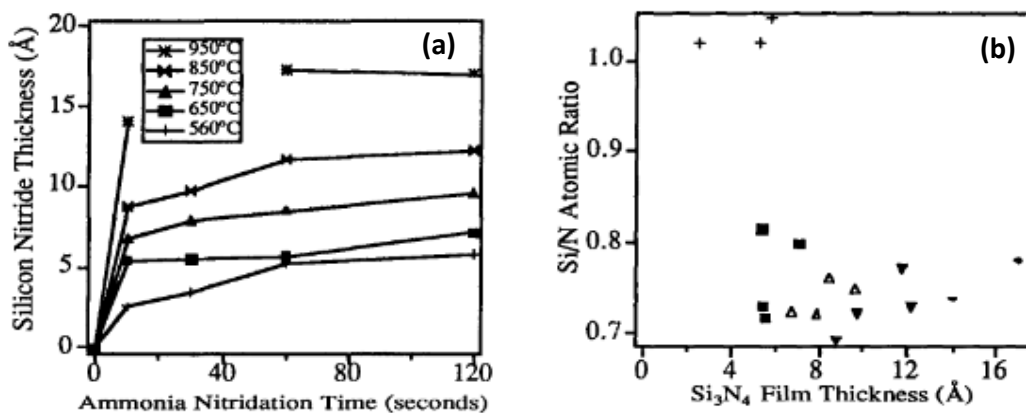 (a)
Silicon Nitride Thickness (Å)
20
15
10
5
0
950°C
850°C
750°C
650°C
560°C
0 40 80 120
Ammonia Nitridation Time (seconds)
(b)
Si/N Atomic Ratio
1.0
0.9
0.8
0.7
0 4 8 12 16
Si₃N₄ Film Thickness (Å)